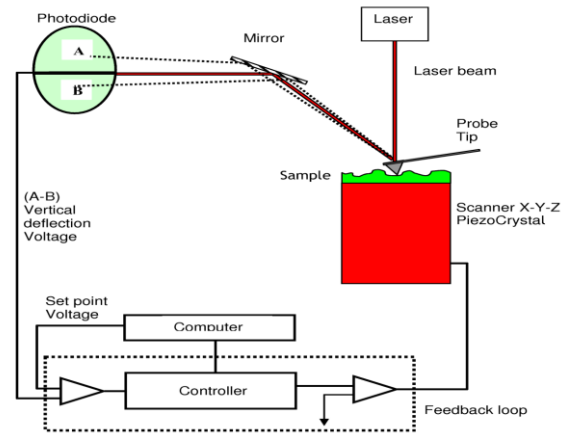 Photodiode
A
B
Mirror
Laser
Laser beam
Probe
Tip
Sample
Scanner X-Y-Z
PiezoCrystal
(A-B)
Vertical
deflection
Voltage
Set point
Voltage
Computer
Controller
Feedback loop